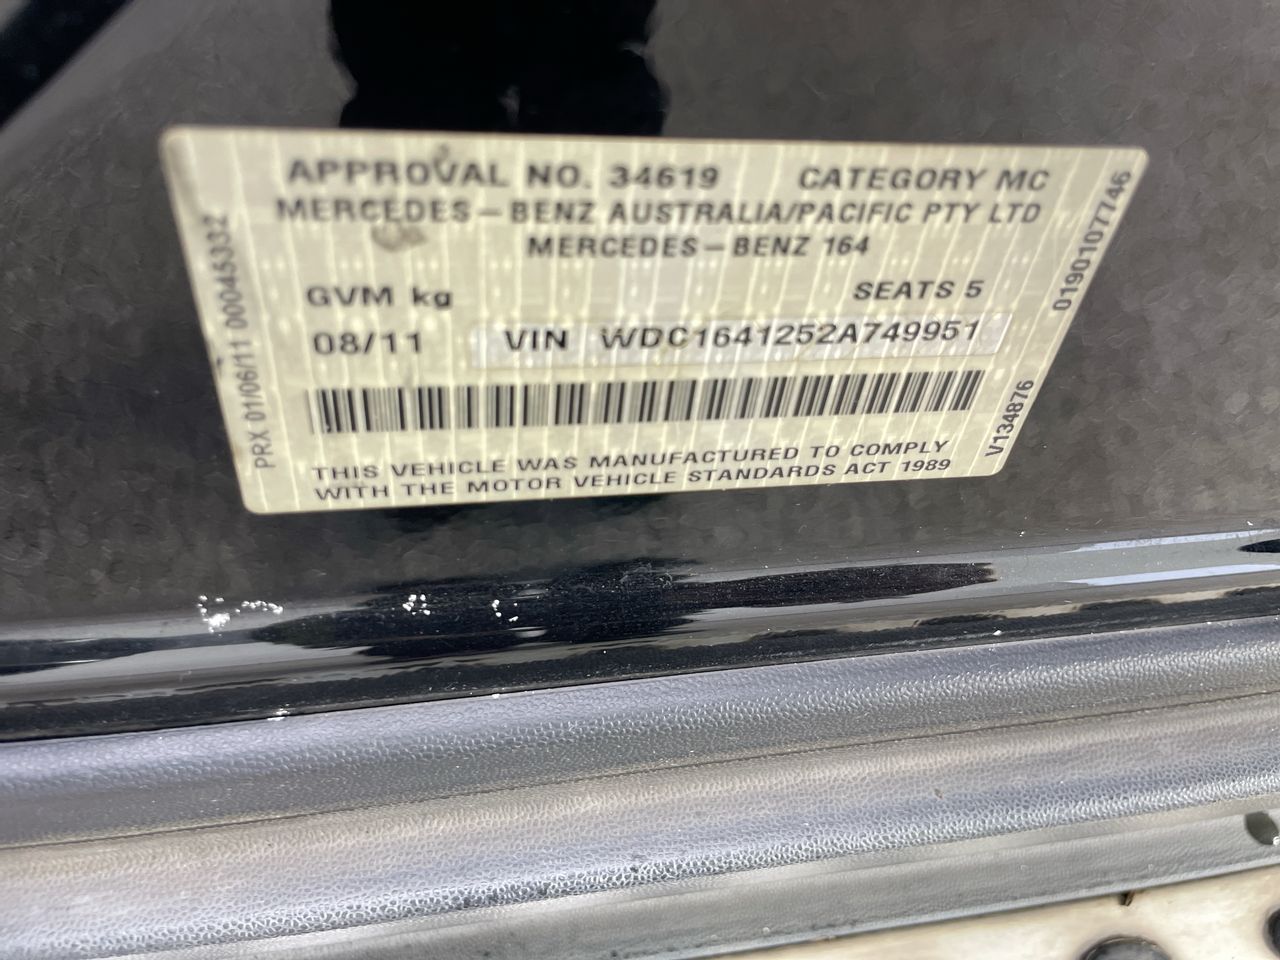 APPROVAL NO. 34619 CATEGORY MC
MERCEDES-BENZ AUSTRALIA/PACIFIC PTY LTD
MERCEDES-BENZ 164
GVM kg SEATS 5
08/11 VIN WDC1641252A749951
THIS VEHICLE WAS MANUFACTURED TO COMPLY
WITH THE MOTOR VEHICLE STANDARDS ACT 1989
PRX 01/06/11 00045332
V134876 0190107746